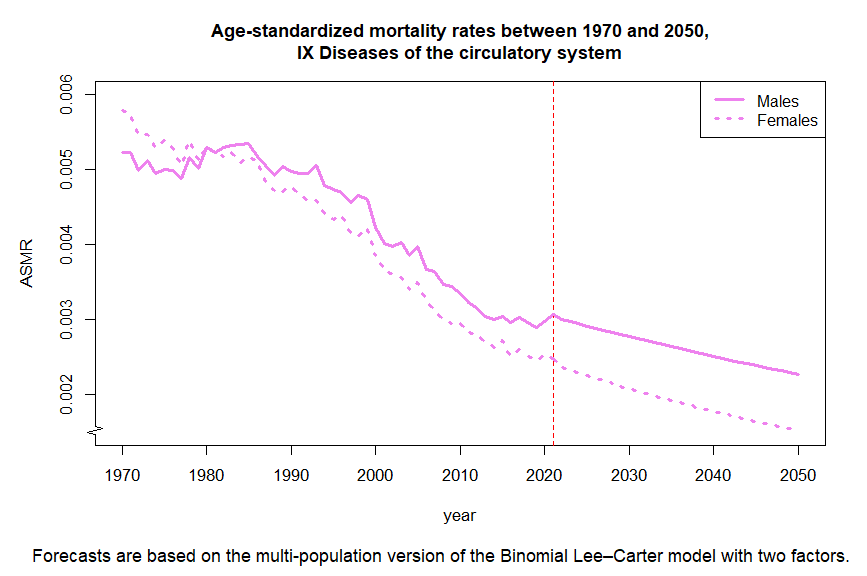 Age-standardized mortality rates between 1970 and 2050,
IX Diseases of the circulatory system
Males
Females
0.006
0.005
0.004
0.003
0.002
ASMR
1970 1980 1990 2000 2010 2020 2030 2040 2050
year
Forecasts are based on the multi-population version of the Binomial Lee–Carter model with two factors.